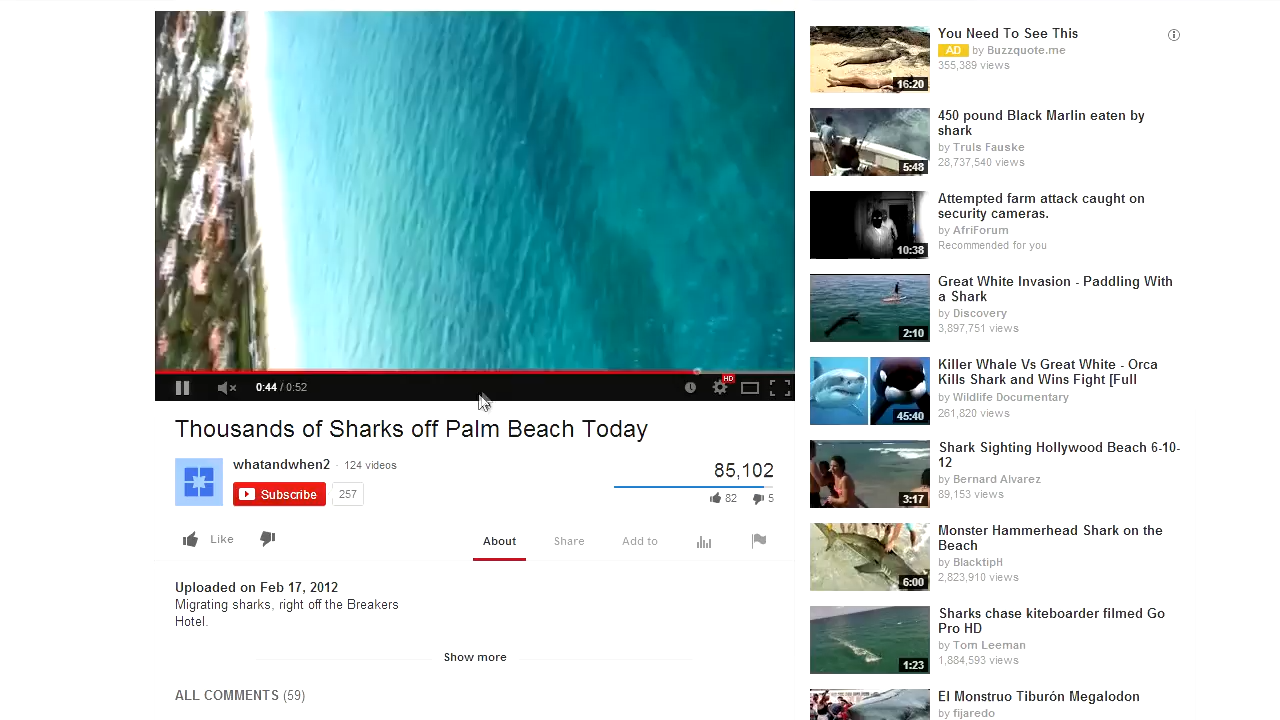 0:44 / 0:52
HD
Thousands of Sharks off Palm Beach Today
whatandwhen2 · 124 videos
Subscribe 257
85,102
82 5
Like
About Share Add to
Uploaded on Feb 17, 2012
Migrating sharks, right off the Breakers
Hotel.
Show more
ALL COMMENTS (59)
You Need To See This
AD by Buzzquote.me
355,389 views
16:20
450 pound Black Marlin eaten by
shark
by Truls Fauske
28,737,540 views
5:48
Attempted farm attack caught on
security cameras.
by AfriForum
Recommended for you
10:38
Great White Invasion - Paddling With
a Shark
by Discovery
3,897,751 views
2:10
Killer Whale Vs Great White - Orca
Kills Shark and Wins Fight [Full
by Wildlife Documentary
261,820 views
45:40
Shark Sighting Hollywood Beach 6-10-
12
by Bernard Alvarez
89,153 views
3:17
Monster Hammerhead Shark on the
Beach
by BlacktipH
2,823,910 views
6:00
Sharks chase kiteboarder filmed Go
Pro HD
by Tom Leeman
1,884,593 views
1:23
El Monstruo Tiburón Megalodon
by fijaredo